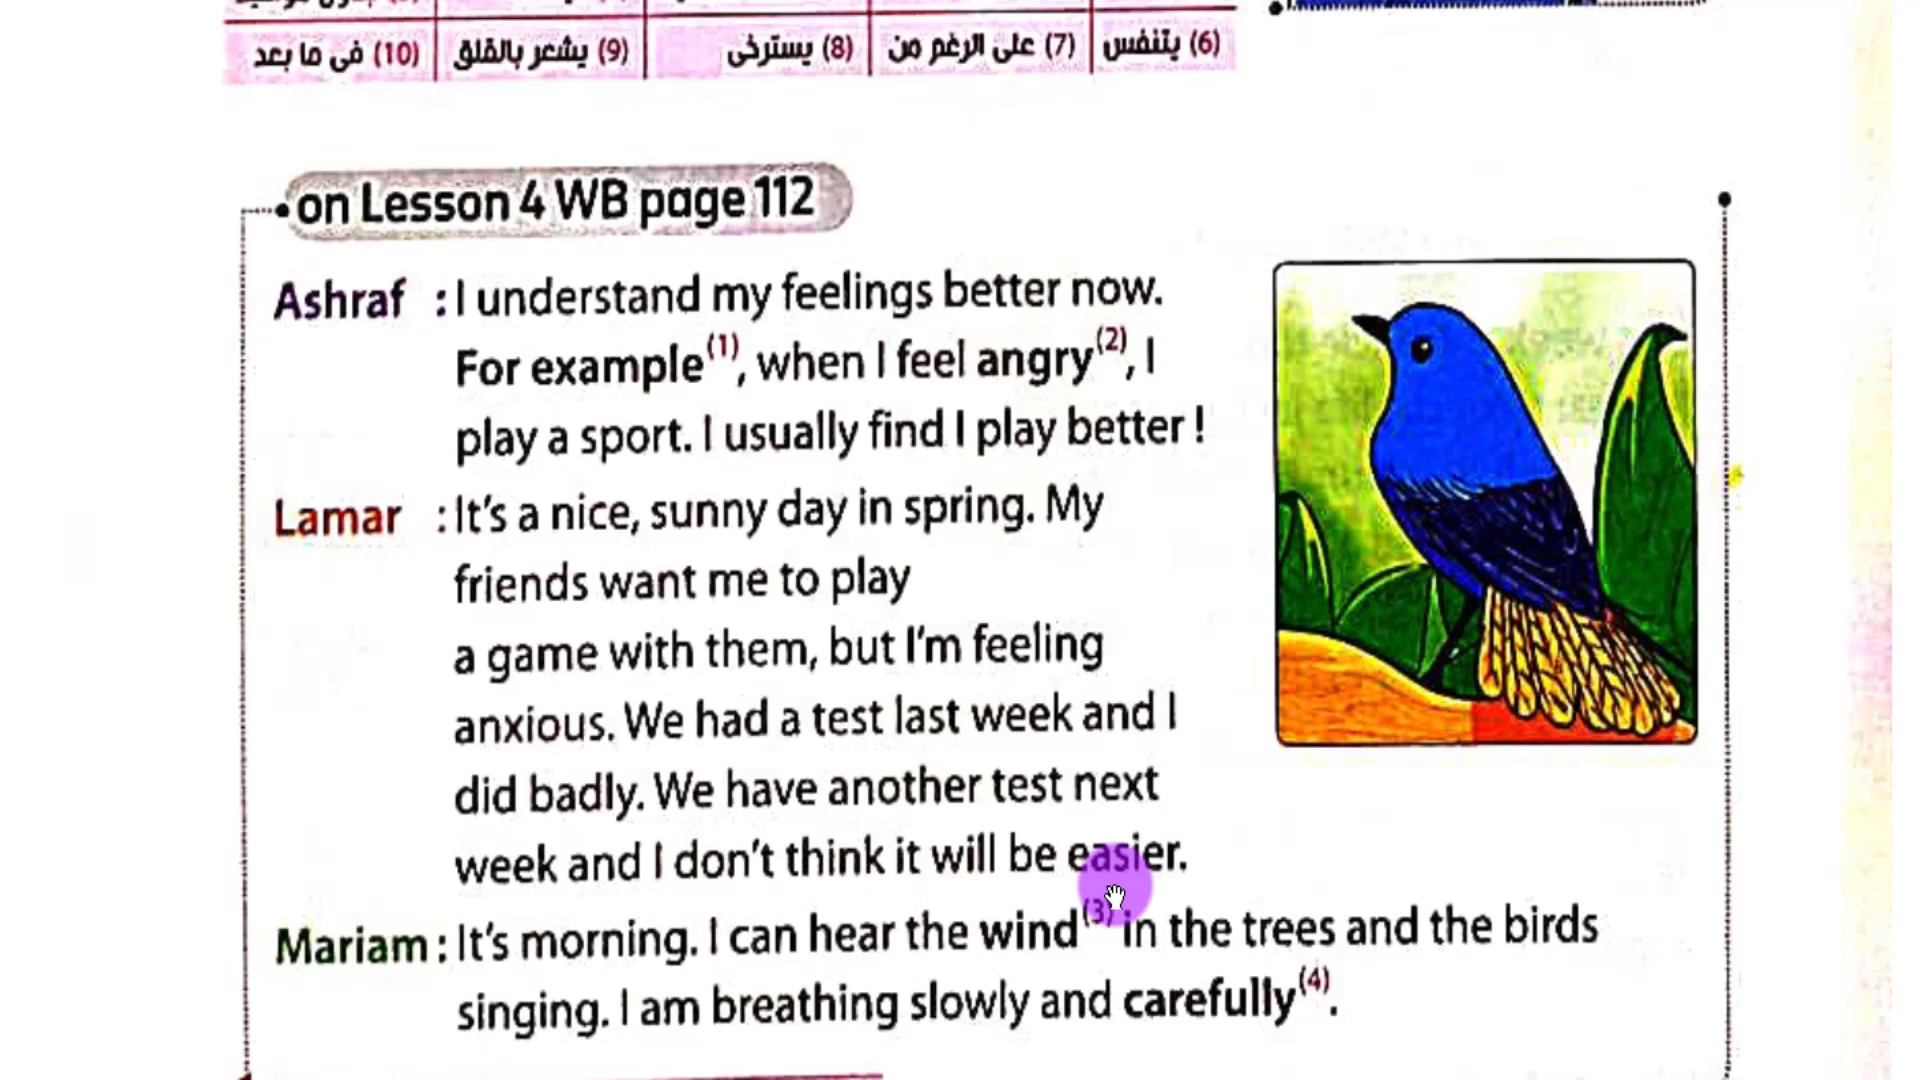 (6) يتنفس (7) على الرغم من (8) يسترخى (9) يشعر بالقلق (10) فى ما بعد
on Lesson 4 WB page 112
Ashraf : I understand my feelings better now.
For example(1), when I feel angry(2), I
play a sport. I usually find I play better !
Lamar : It's a nice, sunny day in spring. My
friends want me to play
a game with them, but I'm feeling
anxious. We had a test last week and I
did badly. We have another test next
week and I don't think it will be easier.
Mariam : It's morning. I can hear the wind(3) in the trees and the birds
singing. I am breathing slowly and carefully(4).